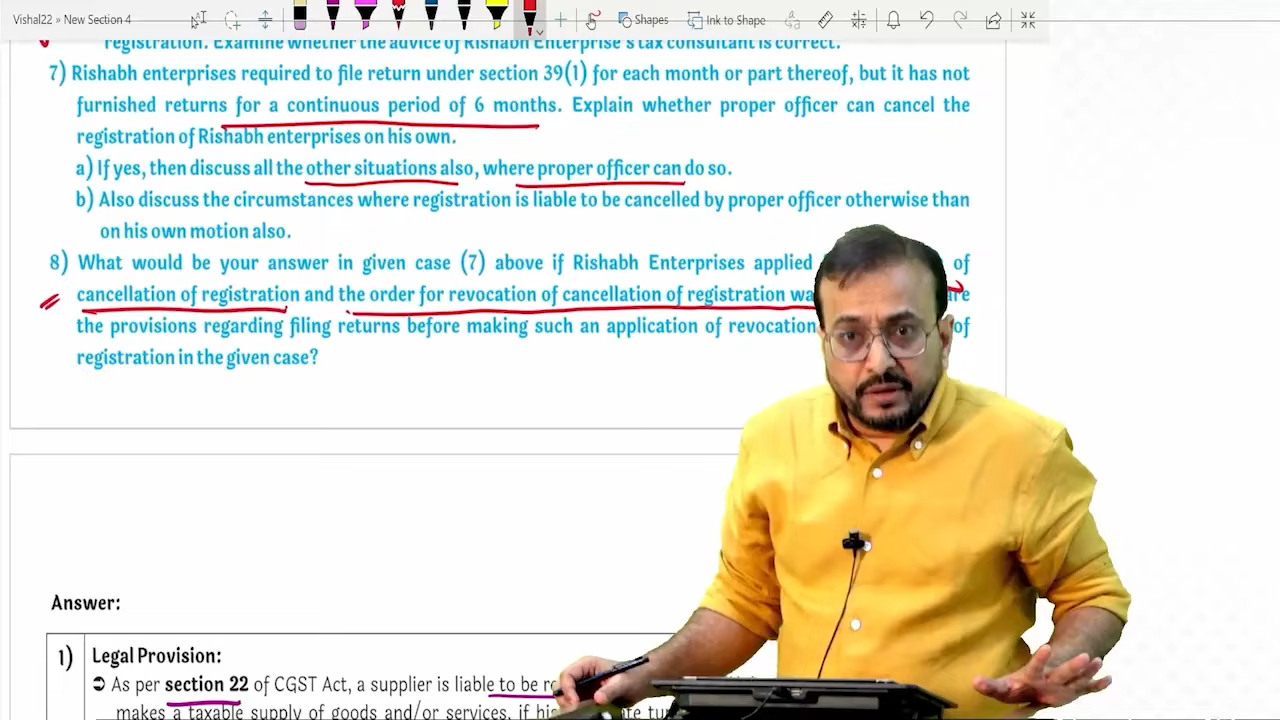 Vishal22 » New Section 4
Shapes
Ink to Shape
registration. Examine whether the advice of Rishabh Enterprise's tax consultant is correct.
7) Rishabh enterprises required to file return under section 39(1) for each month or part thereof, but it has not
furnished returns for a continuous period of 6 months. Explain whether proper officer can cancel the
registration of Rishabh enterprises on his own.
a) If yes, then discuss all the other situations also, where proper officer can do so.
b) Also discuss the circumstances where registration is liable to be cancelled by proper officer otherwise than
on his own motion also.
8) What would be your answer in given case (7) above if Rishabh Enterprises applied of
cancellation of registration and the order for revocation of cancellation of registration
the provisions regarding filing returns before making such an application of revocation of
registration in the given case?
Answer:
1) Legal Provision:
➲ As per section 22 of CGST Act, a supplier is liable to be
makes a taxable supply of goods and/or services, if